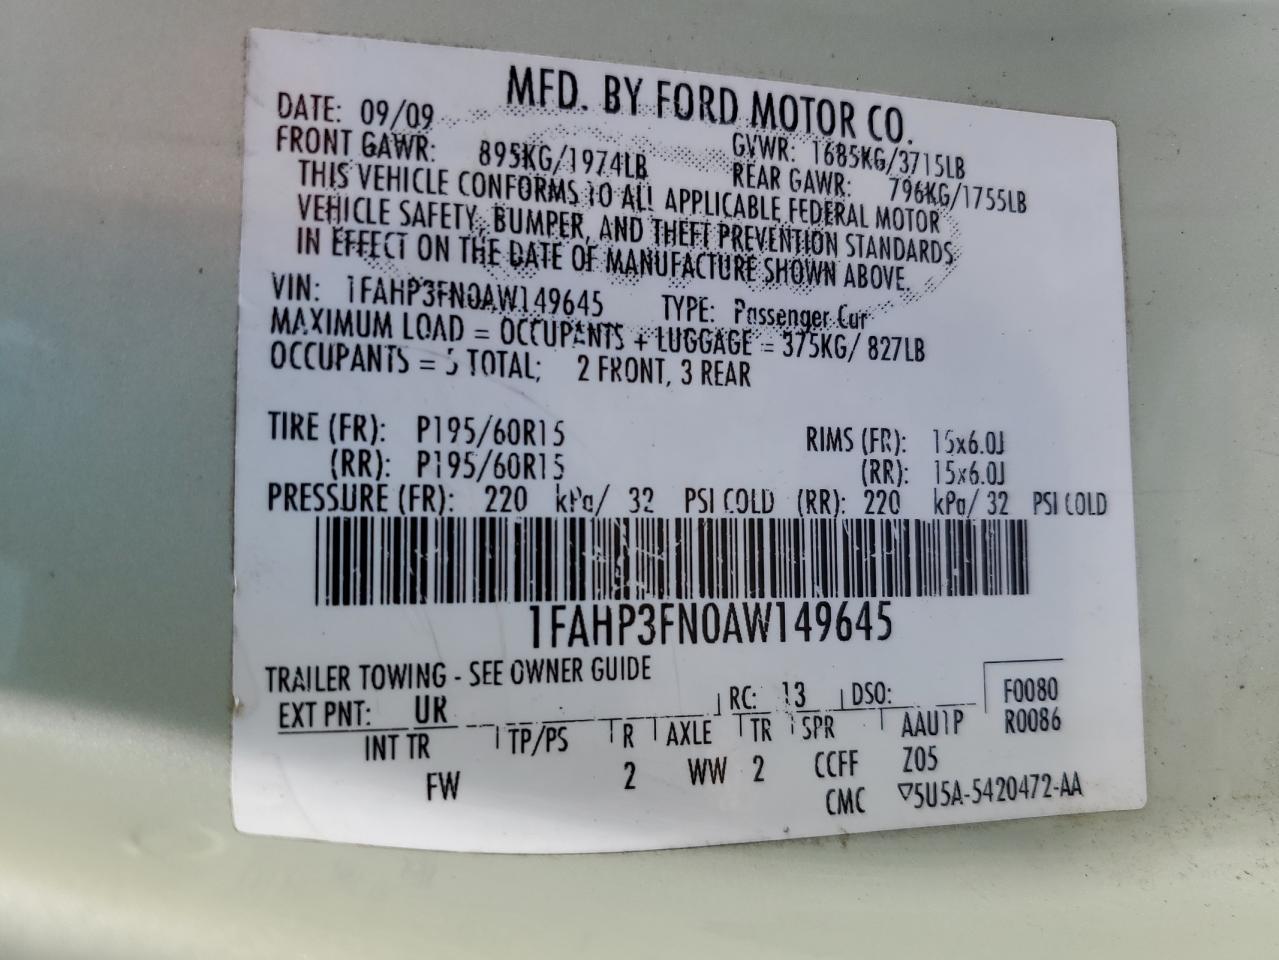 MFD. BY FORD MOTOR CO.
DATE: 09/09 GVWR: 1685KG/3715LB
FRONT GAWR: 895KG/1974LB REAR GAWR: 796KG/1755LB
THIS VEHICLE CONFORMS TO ALL APPLICABLE FEDERAL MOTOR
VEHICLE SAFETY, BUMPER, AND THEFT PREVENTION STANDARDS
IN EFFECT ON THE DATE OF MANUFACTURE SHOWN ABOVE.
VIN: 1FAHP3FN0AW149645 TYPE: Passenger Car
MAXIMUM LOAD = OCCUPANTS + LUGGAGE = 375KG/ 827LB
OCCUPANTS = 5 TOTAL; 2 FRONT, 3 REAR
TIRE (FR): P195/60R15 RIMS (FR): 15x6.0J
(RR): P195/60R15 (RR): 15x6.0J
PRESSURE (FR): 220 kPa/ 32 PSI COLD (RR): 220 kPa/ 32 PSI COLD
1FAHP3FN0AW149645
TRAILER TOWING - SEE OWNER GUIDE
EXT PNT: UR RC: 13 DSO: F0080
INT TR TP/PS R AXLE TR SPR AAU1P R0086
FW 2 WW 2 CCFF Z05
CMC ▽5U5A-5420472-AA